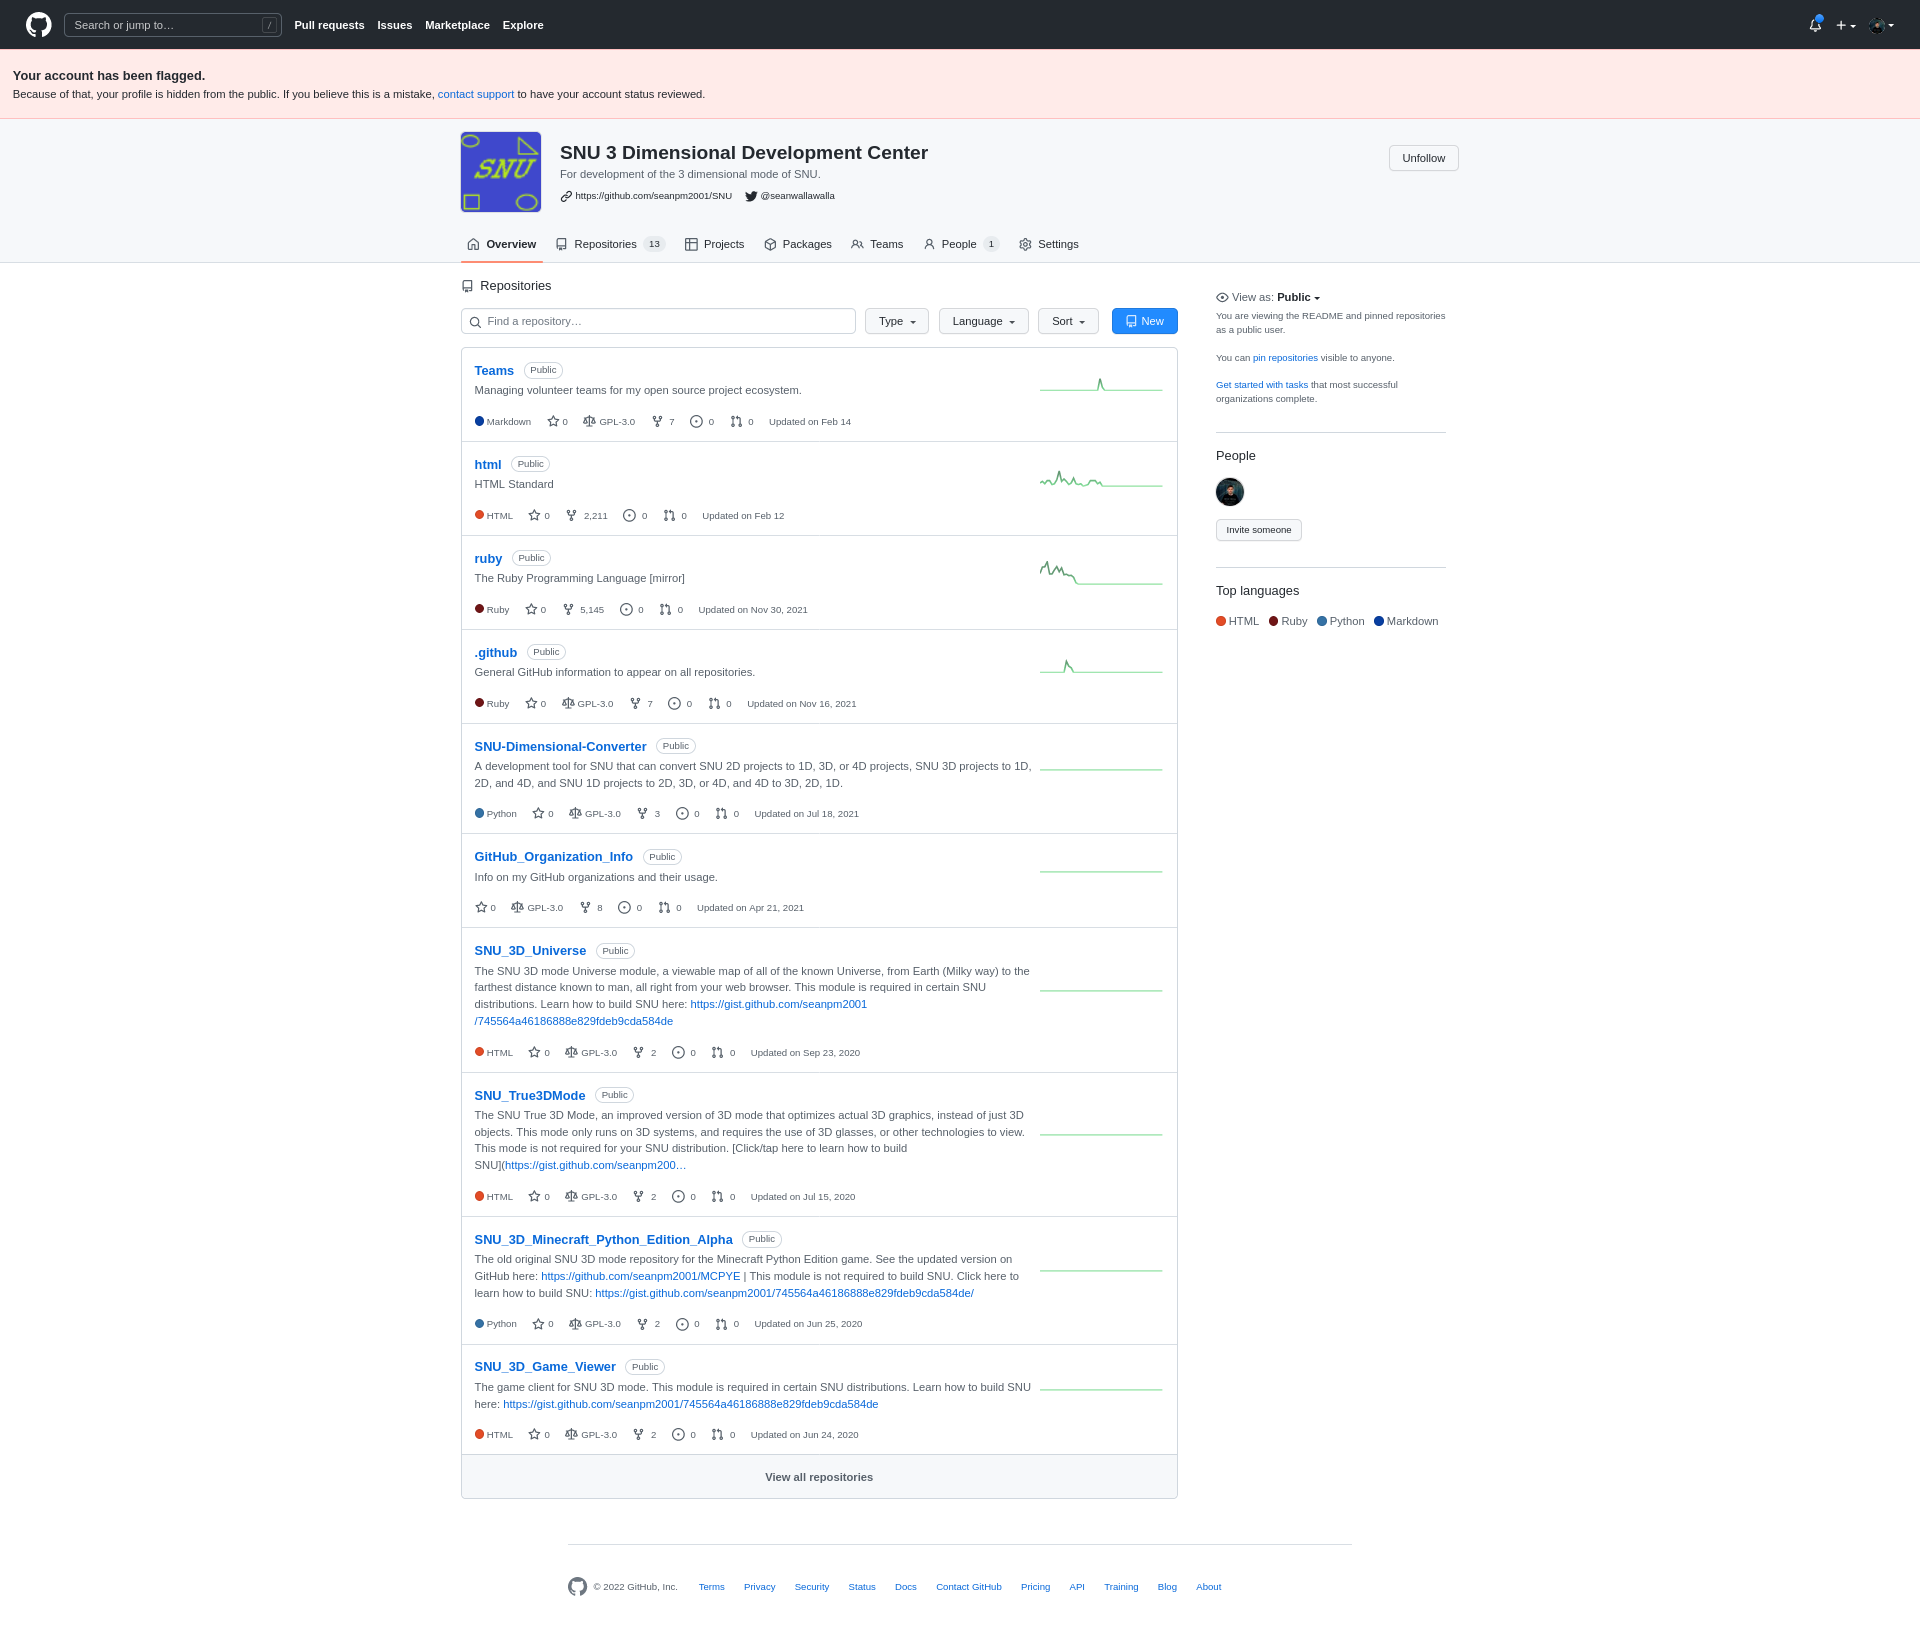 Search or jump to…
/
Pull requests
Issues
Marketplace
Explore
Your account has been flagged.
Because of that, your profile is hidden from the public. If you believe this is a mistake, contact support to have your account status reviewed.
SNU
SNU 3 Dimensional Development Center
For development of the 3 dimensional mode of SNU.
https://github.com/seanpm2001/SNU @seanwallawalla
Unfollow
Overview Repositories 13 Projects Packages Teams People 1 Settings
Repositories
Find a repository…
Type
Language
Sort
New
Teams Public
Managing volunteer teams for my open source project ecosystem.
Markdown 0 GPL-3.0 7 0 0 Updated on Feb 14
html Public
HTML Standard
HTML 0 2,211 0 0 Updated on Feb 12
ruby Public
The Ruby Programming Language [mirror]
Ruby 0 5,145 0 0 Updated on Nov 30, 2021
.github Public
General GitHub information to appear on all repositories.
Ruby 0 GPL-3.0 7 0 0 Updated on Nov 16, 2021
SNU-Dimensional-Converter Public
A development tool for SNU that can convert SNU 2D projects to 1D, 3D, or 4D projects, SNU 3D projects to 1D,
2D, and 4D, and SNU 1D projects to 2D, 3D, or 4D, and 4D to 3D, 2D, 1D.
Python 0 GPL-3.0 3 0 0 Updated on Jul 18, 2021
GitHub_Organization_Info Public
Info on my GitHub organizations and their usage.
0 GPL-3.0 8 0 0 Updated on Apr 21, 2021
SNU_3D_Universe Public
The SNU 3D mode Universe module, a viewable map of all of the known Universe, from Earth (Milky way) to the
farthest distance known to man, all right from your web browser. This module is required in certain SNU
distributions. Learn how to build SNU here: https://gist.github.com/seanpm2001
/745564a46186888e829fdeb9cda584de
HTML 0 GPL-3.0 2 0 0 Updated on Sep 23, 2020
SNU_True3DMode Public
The SNU True 3D Mode, an improved version of 3D mode that optimizes actual 3D graphics, instead of just 3D
objects. This mode only runs on 3D systems, and requires the use of 3D glasses, or other technologies to view.
This mode is not required for your SNU distribution. [Click/tap here to learn how to build
SNU](https://gist.github.com/seanpm200…
HTML 0 GPL-3.0 2 0 0 Updated on Jul 15, 2020
SNU_3D_Minecraft_Python_Edition_Alpha Public
The old original SNU 3D mode repository for the Minecraft Python Edition game. See the updated version on
GitHub here: https://github.com/seanpm2001/MCPYE | This module is not required to build SNU. Click here to
learn how to build SNU: https://gist.github.com/seanpm2001/745564a46186888e829fdeb9cda584de/
Python 0 GPL-3.0 2 0 0 Updated on Jun 25, 2020
SNU_3D_Game_Viewer Public
The game client for SNU 3D mode. This module is required in certain SNU distributions. Learn how to build SNU
here: https://gist.github.com/seanpm2001/745564a46186888e829fdeb9cda584de
HTML 0 GPL-3.0 2 0 0 Updated on Jun 24, 2020
View all repositories
View as: Public
You are viewing the README and pinned repositories
as a public user.
You can pin repositories visible to anyone.
Get started with tasks that most successful
organizations complete.
People
Invite someone
Top languages
HTML Ruby Python Markdown
© 2022 GitHub, Inc. Terms Privacy Security Status Docs Contact GitHub Pricing API Training Blog About